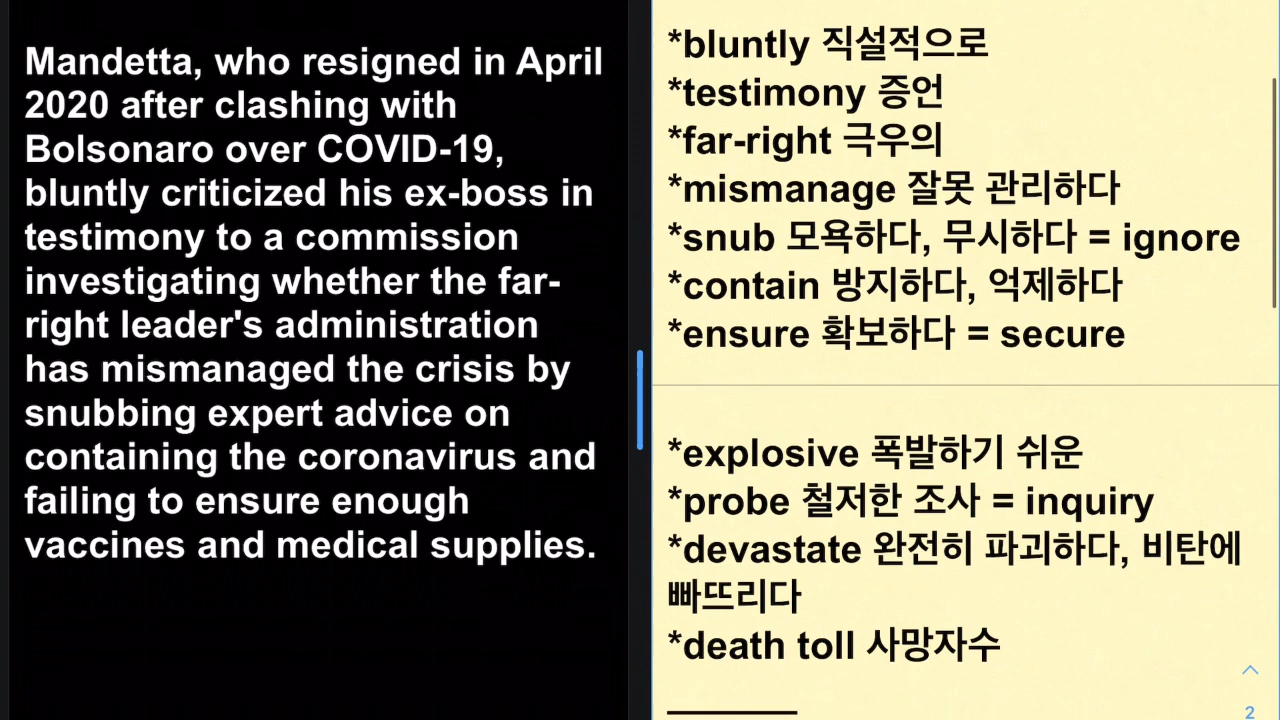 Mandetta, who resigned in April
2020 after clashing with
Bolsonaro over COVID-19,
bluntly criticized his ex-boss in
testimony to a commission
investigating whether the far-
right leader's administration
has mismanaged the crisis by
snubbing expert advice on
containing the coronavirus and
failing to ensure enough
vaccines and medical supplies.
*bluntly 직설적으로
*testimony 증언
*far-right 극우의
*mismanage 잘못 관리하다
*snub 모욕하다, 무시하다 = ignore
*contain 방지하다, 억제하다
*ensure 확보하다 = secure
*explosive 폭발하기 쉬운
*probe 철저한 조사 = inquiry
*devastate 완전히 파괴하다, 비탄에
빠뜨리다
*death toll 사망자수
2